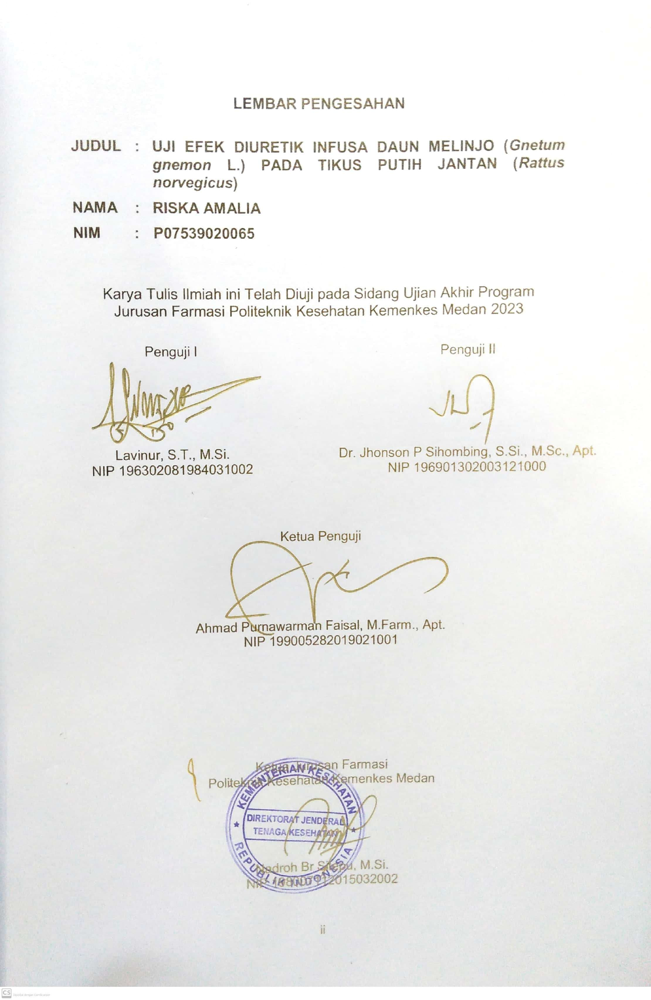 LEMBAR PENGESAHAN
JUDUL : UJI EFEK DIURETIK INFUSA DAUN MELINJO (Gnetum
gnemon L.) PADA TIKUS PUTIH JANTAN (Rattus
norvegicus)
NAMA : RISKA AMALIA
NIM : P07539020065
Karya Tulis Ilmiah ini Telah Diuji pada Sidang Ujian Akhir Program
Jurusan Farmasi Politeknik Kesehatan Kemenkes Medan 2023
Penguji I
Penguji II
Lavinur, S.T., M.Si.
NIP 196302081984031002
Dr. Jhonson P Sihombing, S.Si., M.Sc., Apt.
NIP 196901302003121000
Ketua Penguji
Ahmad Purnawarman Faisal, M.Farm., Apt.
NIP 199005282019021001
Ketua Jurusan Farmasi
Politeknik Kesehatan Kemenkes Medan
KEMENTERIAN KESEHATAN
DIREKTORAT JENDERAL
TENAGA KESEHATAN
REPUBLIK INDONESIA
Nadroh Br Sitepu, M.Si.
NIP 198007112015032002
ii
CS Dipindai dengan CamScanner